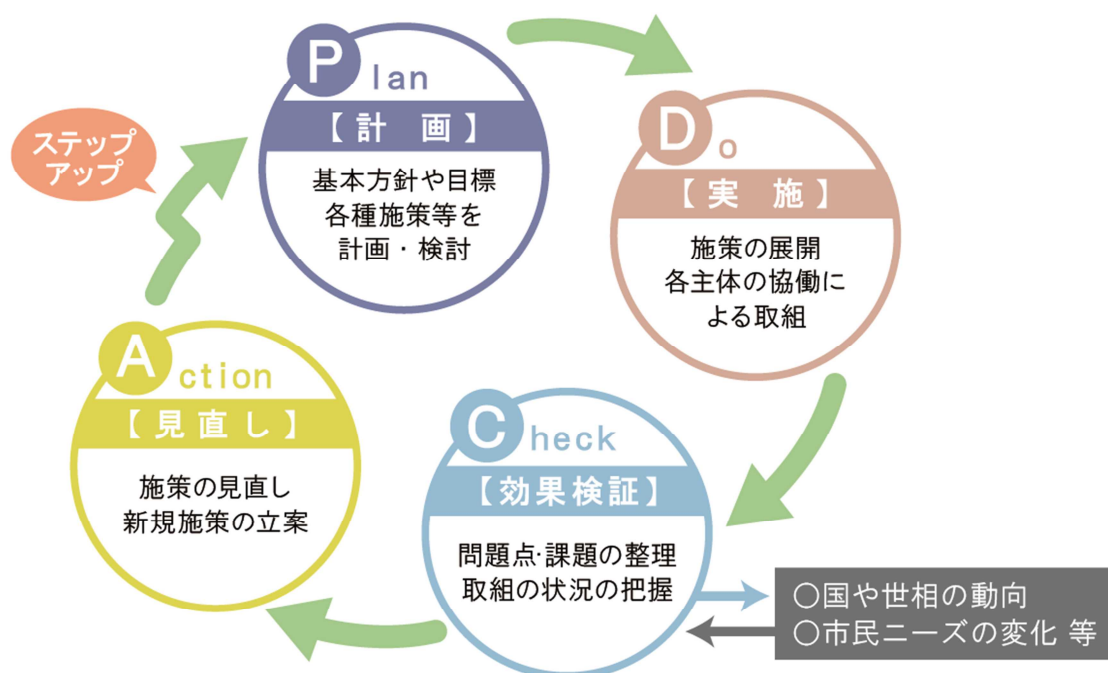 Plan
【計　画】
基本方針や目標
各種施策等を
計画・検討
Do
【実　施】
施策の展開
各主体の協働に
よる取組
Check
【効果検証】
問題点・課題の整理
取組の状況の把握
○国や世相の動向
○市民ニーズの変化 等
Action
【見直し】
施策の見直し
新規施策の立案
ステップ
アップ